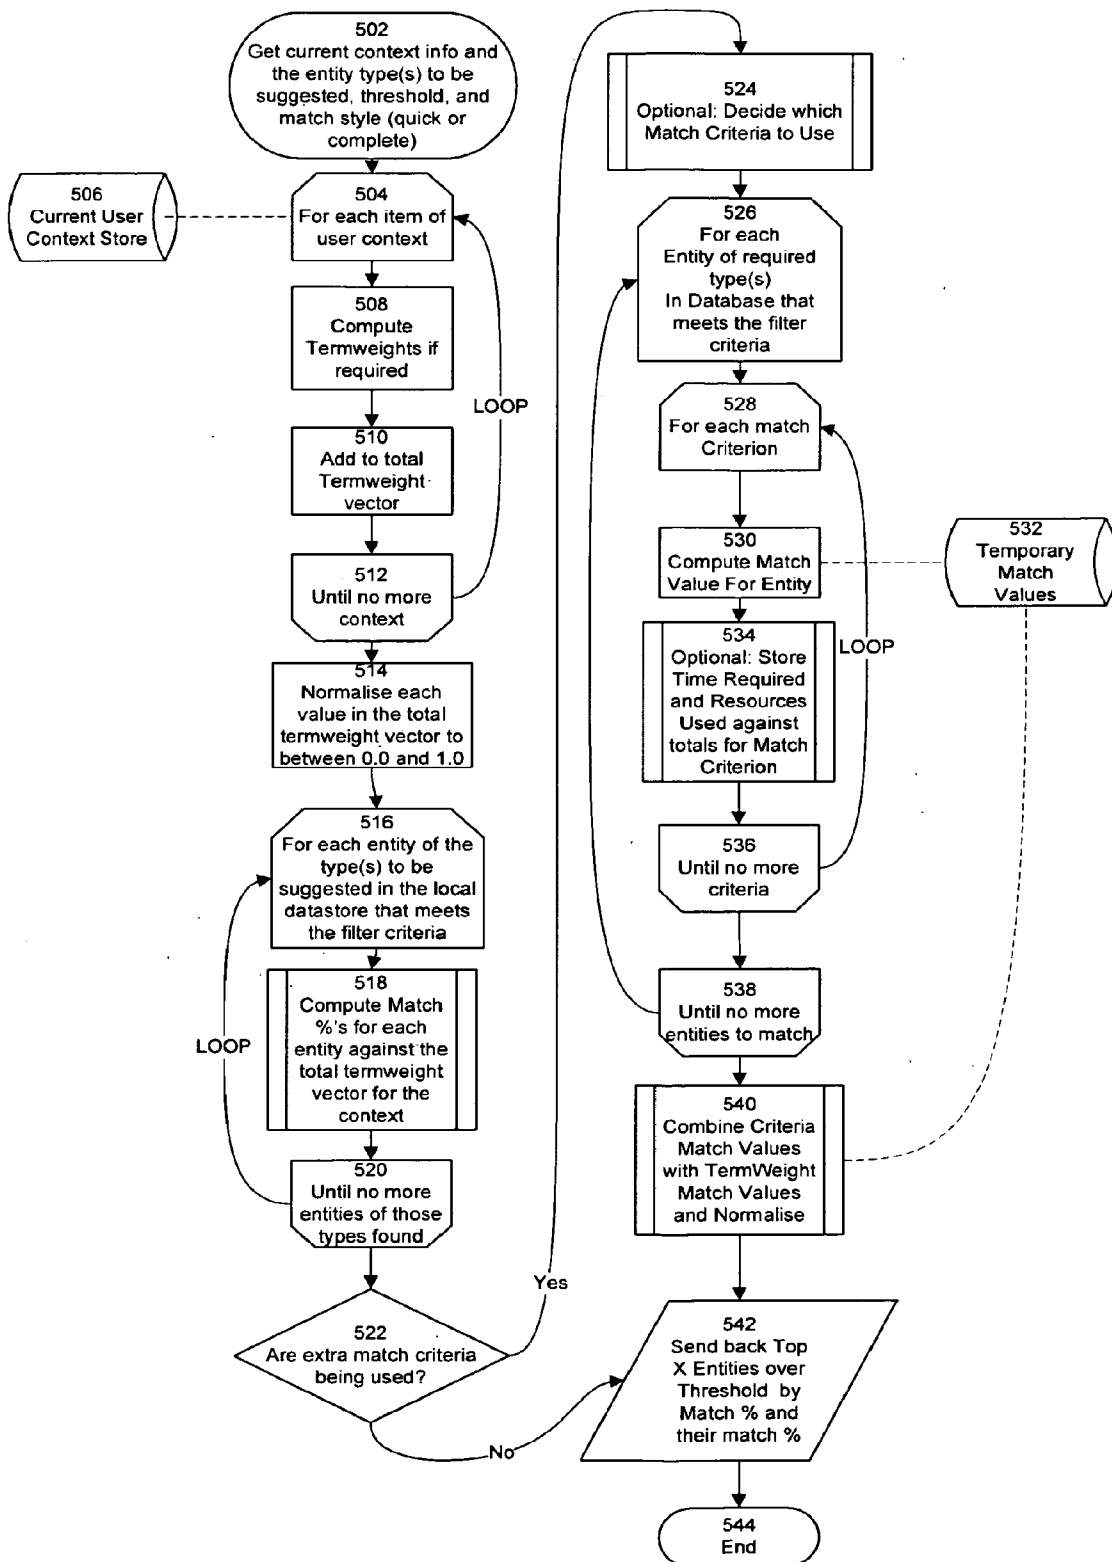 502
Get current context info and
the entity type(s) to be
suggested, threshold, and
match style (quick or
complete)
506
Current User
Context Store
504
For each item of
user context
508
Compute
Termweights if
required
LOOP
510
Add to total
Termweight
vector
512
Until no more
context
514
Normalise each
value in the total
termweight vector to
between 0.0 and 1.0
516
For each entity of the
type(s) to be
suggested in the local
datastore that meets
the filter criteria
518
Compute Match
%'s for each
entity against the
total termweight
vector for the
context
LOOP
520
Until no more
entities of those
types found
522
Are extra match criteria
being used?
Yes
No
524
Optional: Decide which
Match Criteria to Use
526
For each
Entity of required
type(s)
In Database that
meets the filter
criteria
528
For each match
Criterion
530
Compute Match
Value For Entity
532
Temporary
Match
Values
534
Optional: Store
Time Required
and Resources
Used against
totals for Match
Criterion
LOOP
536
Until no more
criteria
538
Until no more
entities to match
540
Combine Criteria
Match Values
with TermWeight
Match Values
and Normalise
542
Send back Top
X Entities over
Threshold by
Match % and
their match %
544
End